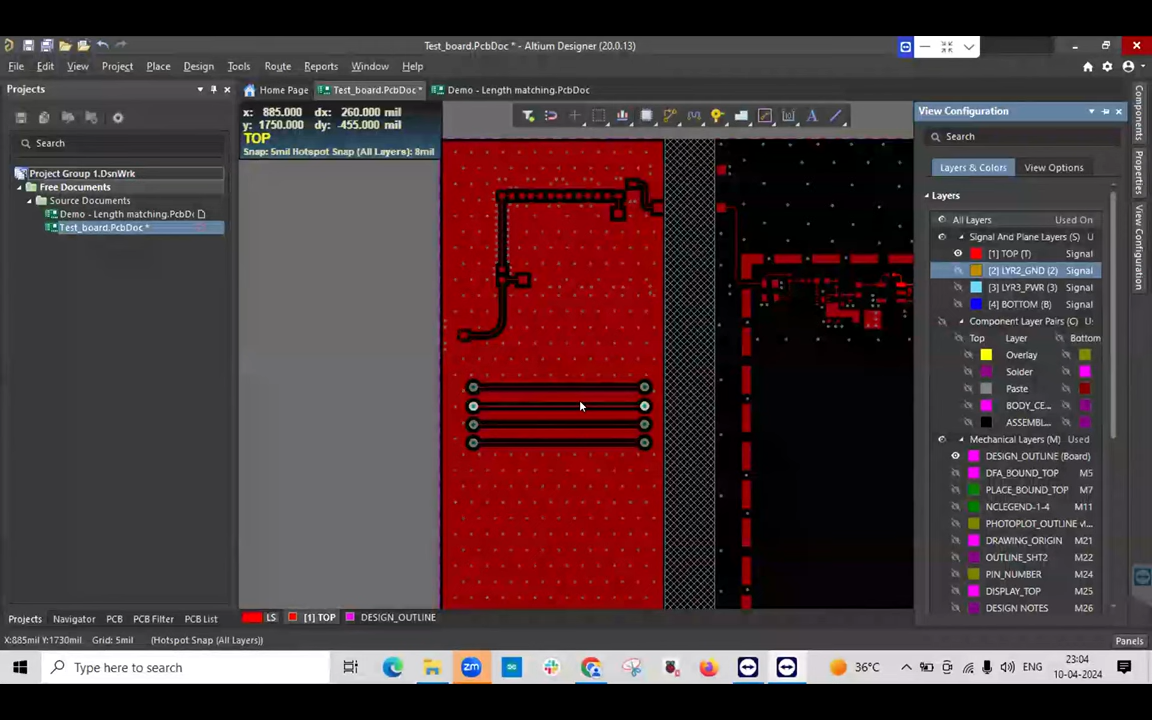 Test_board.PcbDoc * - Altium Designer (20.0.13)
File Edit View Project Place Design Tools Route Reports Window Help
Projects
Home Page
Test_board.PcbDoc *
Demo - Length matching.PcbDoc
View Configuration
x: 885.000 dx: 260.000 mil
y: 1750.000 dy: -455.000 mil
TOP
Snap: 5mil Hotspot Snap (All Layers): 8mil
Search
Search
Project Group 1.DsnWrk
Free Documents
Source Documents
Demo - Length matching.PcbDc
Test_board.PcbDoc *
Layers & Colors View Options
Layers
All Layers Used On
Signal And Plane Layers (S) U
[1] TOP (T) Signal
[2] LYR2_GND (2) Signal
[3] LYR3_PWR (3) Signal
[4] BOTTOM (B) Signal
Component Layer Pairs (C) U:
Top Layer Bottom
Overlay
Solder
Paste
BODY_CE...
ASSEMBL...
Mechanical Layers (M) Used
DESIGN_OUTLINE (Board)
DFA_BOUND_TOP M5
PLACE_BOUND_TOP M7
NCLEGEND-1-4 M11
PHOTOPLOT_OUTLINE
DRAWING_ORIGIN M21
OUTLINE_SHT2 M22
PIN_NUMBER M24
DISPLAY_TOP M25
DESIGN NOTES M26
Components
Properties
View Configuration
Projects Navigator PCB PCB Filter PCB List
LS [1] TOP DESIGN_OUTLINE
X:885mil Y:1730mil Grid: 5mil (Hotspot Snap (All Layers))
Panels
Type here to search
zm
36°C
ENG
23:04
10-04-2024